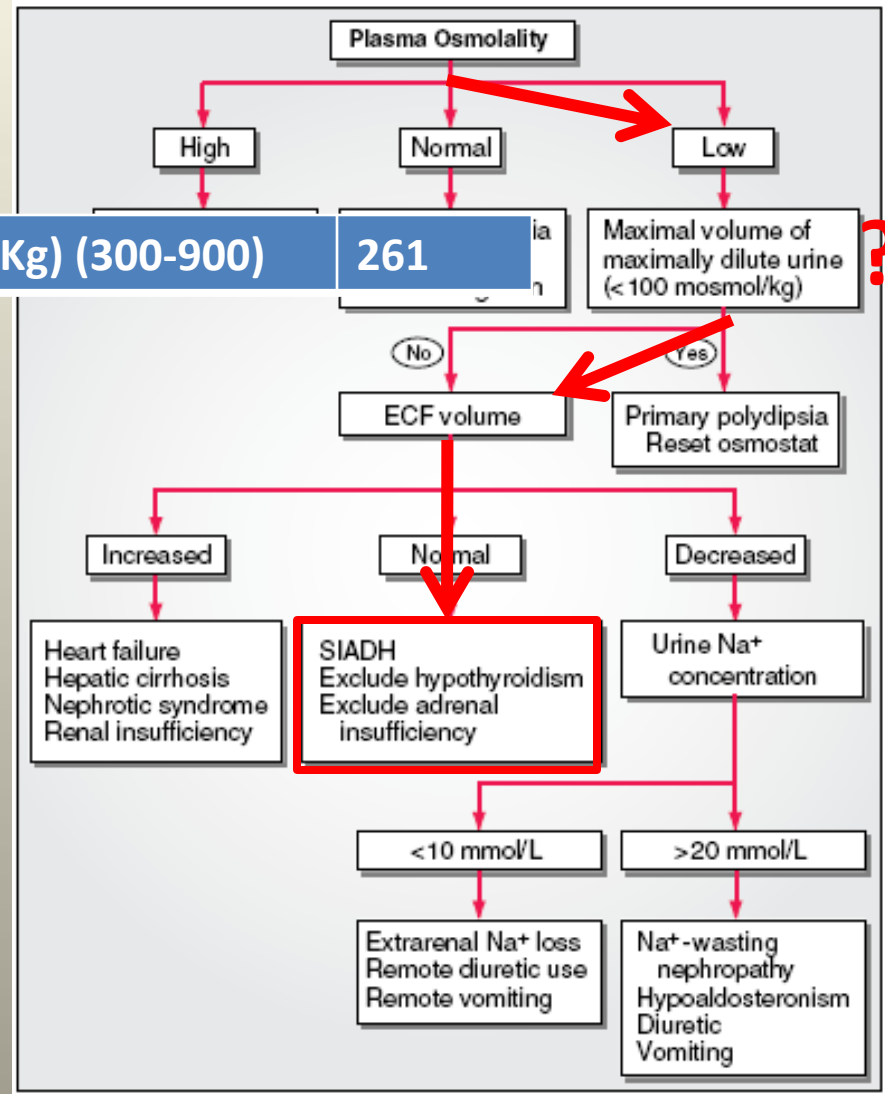 Plasma Osmolality
High
Normal
Low
Kg) (300-900)
261
Maximal volume of
maximally dilute urine
(<100 mosmol/kg)
?
No
Yes
ECF volume
Primary polydipsia
Reset osmostat
Increased
Normal
Decreased
Heart failure
Hepatic cirrhosis
Nephrotic syndrome
Renal insufficiency
SIADH
Exclude hypothyroidism
Exclude adrenal
insufficiency
Urine Na⁺
concentration
<10 mmol/L
>20 mmol/L
Extrarenal Na⁺ loss
Remote diuretic use
Remote vomiting
Na⁺-wasting
nephropathy
Hypoaldosteronism
Diuretic
Vomiting